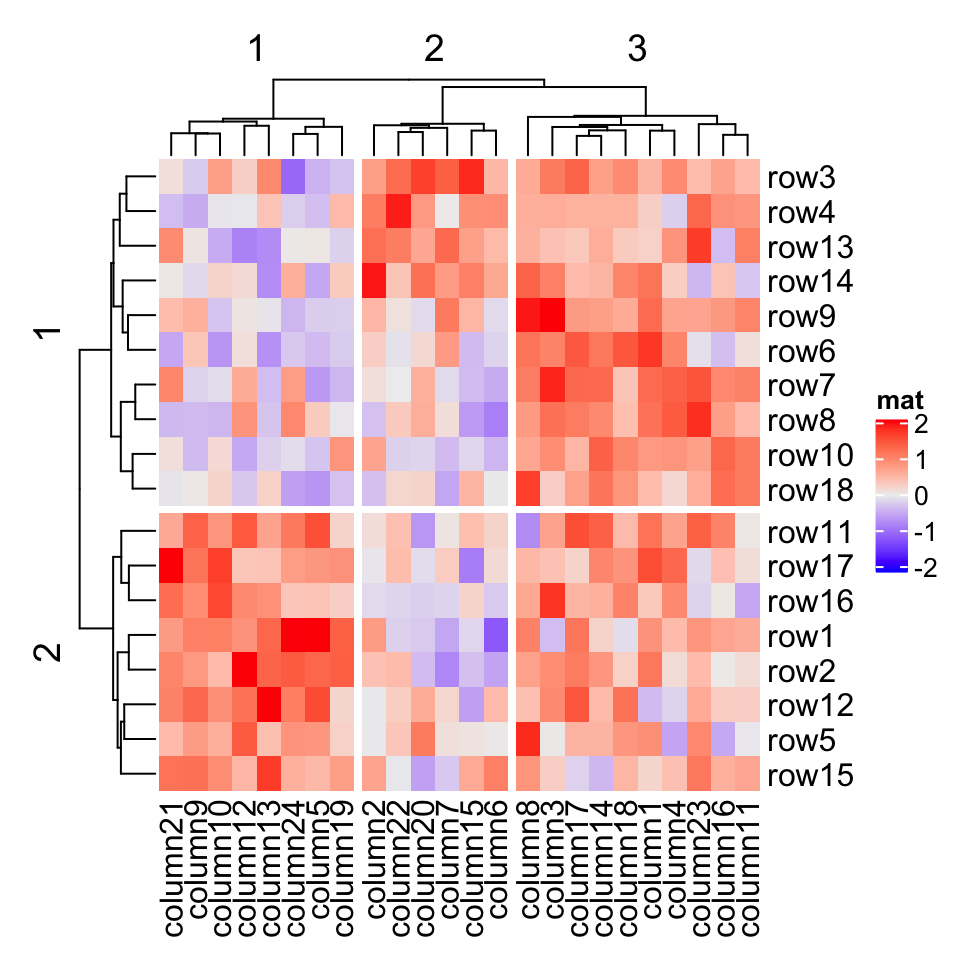 1 2 3
row3
row4
row13
row14
row9
row6
row7
row8
row10
row18
row11
row17
row16
row1
row2
row12
row5
row15
1
2
mat
2
1
0
-1
-2
column21
column9
column10
column12
column13
column24
column5
column19
column2
column22
column20
column7
column15
column6
column8
column3
column17
column14
column18
column1
column4
column23
column16
column11